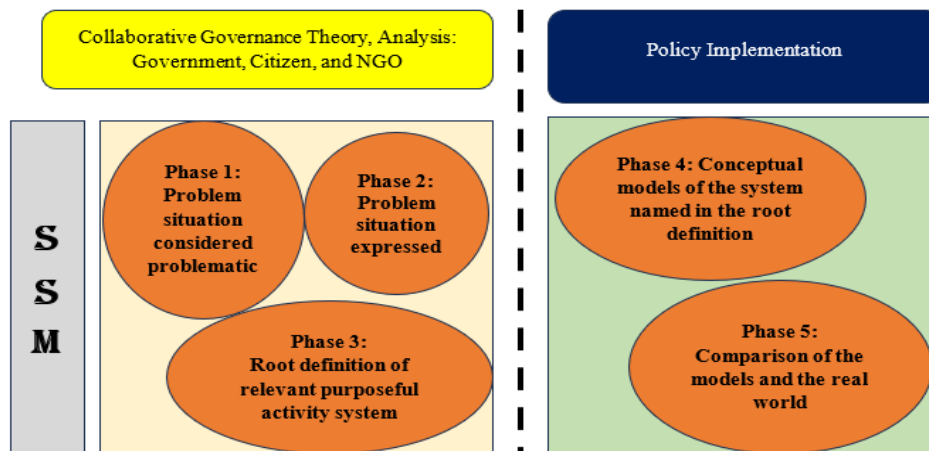 Collaborative Governance Theory, Analysis:
Government, Citizen, and NGO
Policy Implementation
S
S
M
Phase 1:
Problem
situation
considered
problematic
Phase 2:
Problem
situation
expressed
Phase 3:
Root definition of
relevant purposeful
activity system
Phase 4: Conceptual
models of the system
named in the root
definition
Phase 5:
Comparison of the
models and the real
world